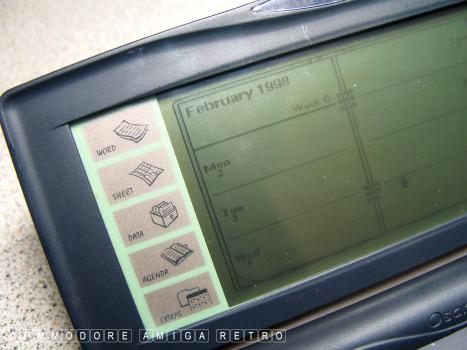 February 1998
Week 6
Mon
2
Tue
3
Wed
WORD
SHEET
DATA
AGENDA
EXTRAS
COMMODORE AMIGA RETRO